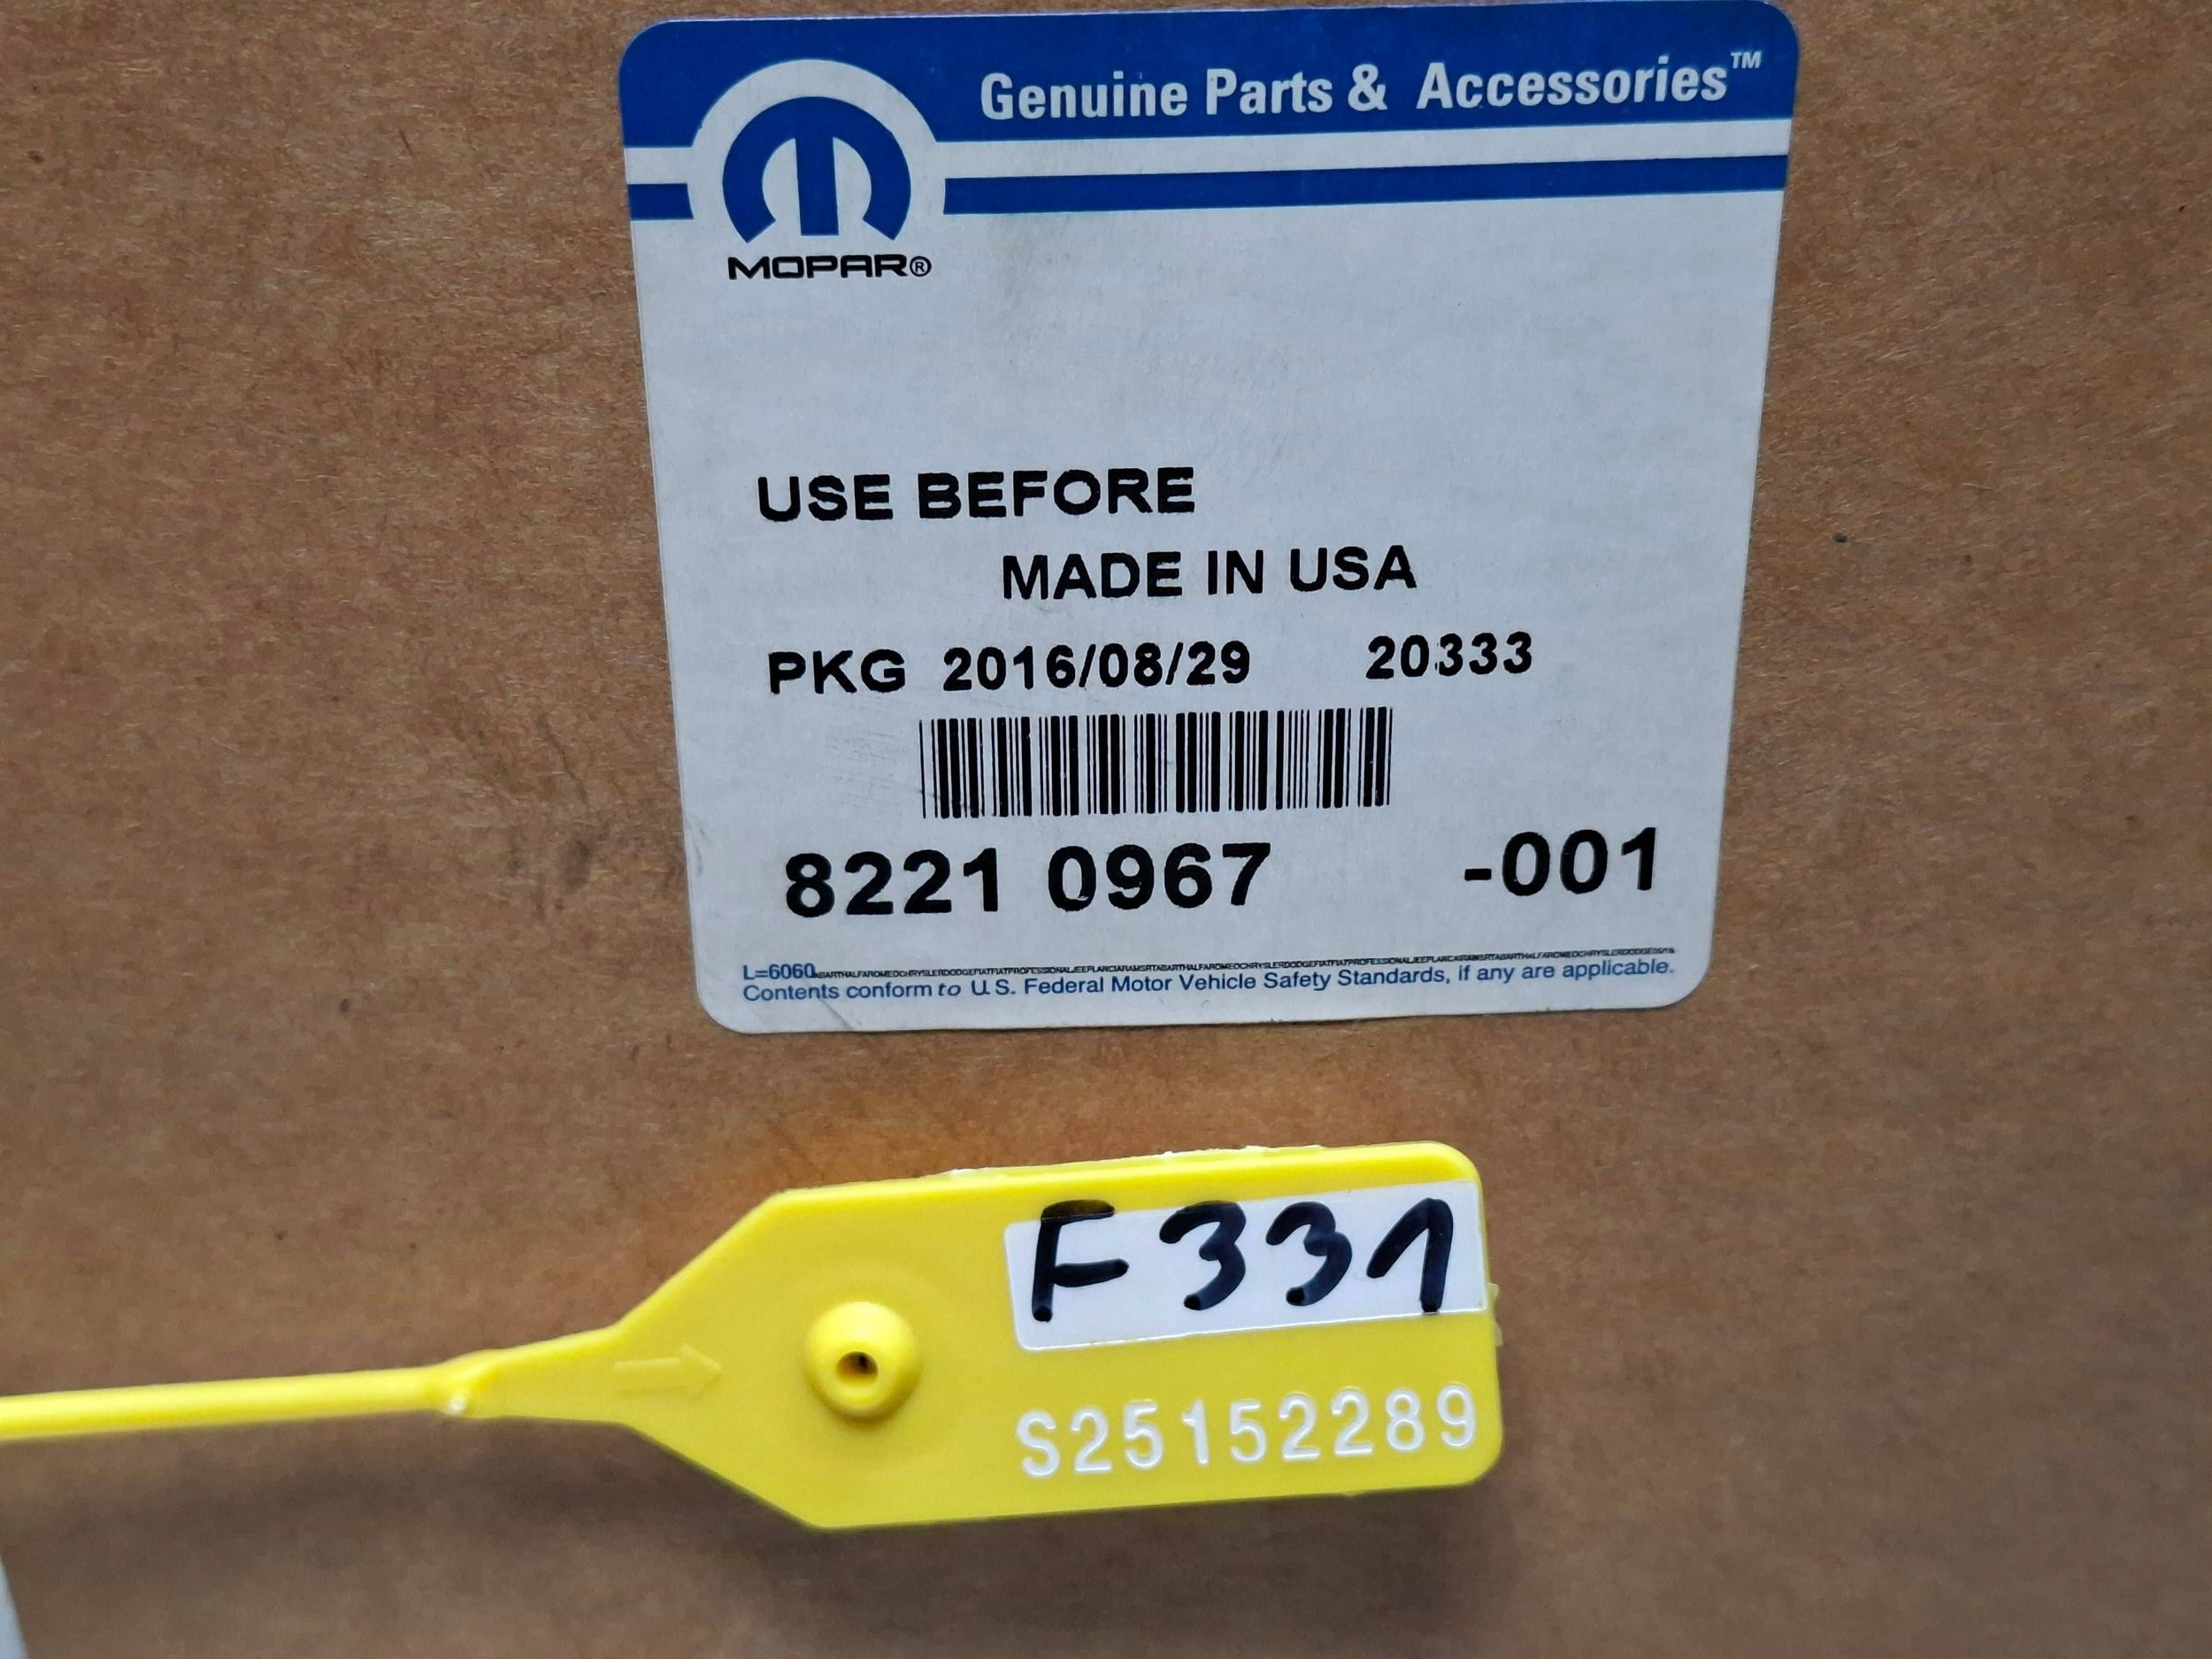 Genuine Parts & Accessories™
MOPAR®
USE BEFORE
MADE IN USA
PKG 2016/08/29 20333
8221 0967 -001
L=6060
Contents conform to U.S. Federal Motor Vehicle Safety Standards, if any are applicable.
F331
S25152289